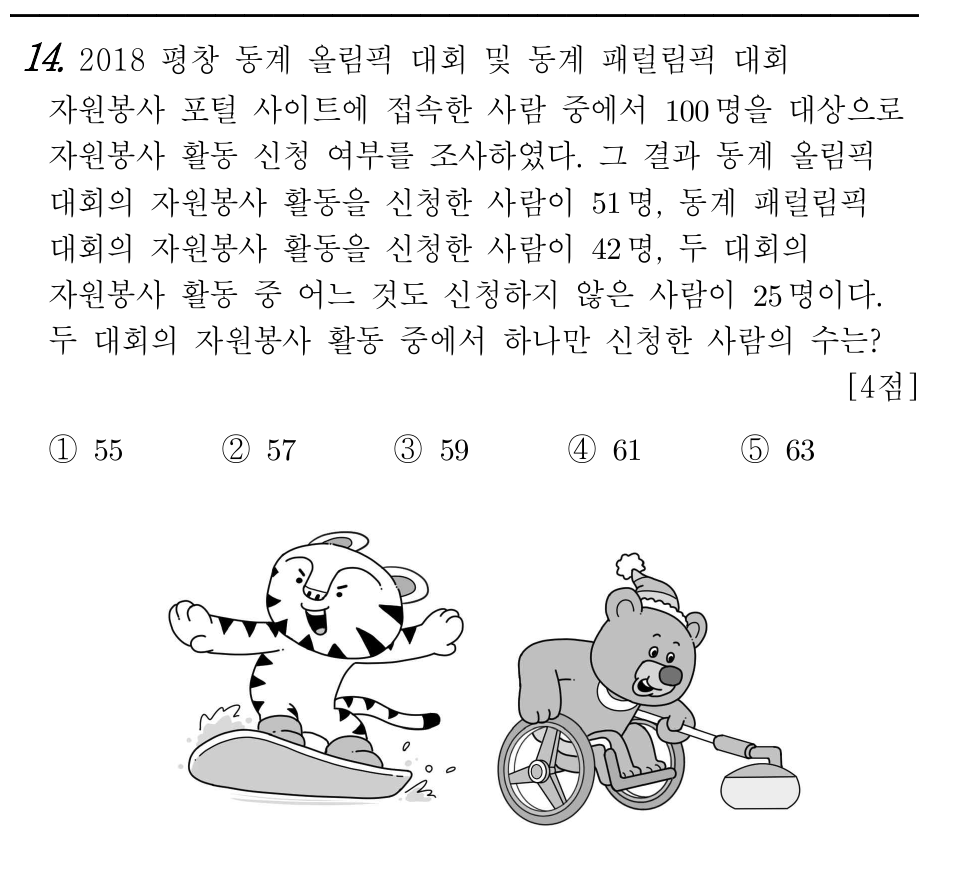 14. 2018 평창 동계 올림픽 대회 및 동계 패럴림픽 대회
자원봉사 포털 사이트에 접속한 사람 중에서 100명을 대상으로
자원봉사 활동 신청 여부를 조사하였다. 그 결과 동계 올림픽
대회의 자원봉사 활동을 신청한 사람이 51명, 동계 패럴림픽
대회의 자원봉사 활동을 신청한 사람이 42명, 두 대회의
자원봉사 활동 중 어느 것도 신청하지 않은 사람이 25명이다.
두 대회의 자원봉사 활동 중에서 하나만 신청한 사람의 수는?
[4점]
① 55 ② 57 ③ 59 ④ 61 ⑤ 63